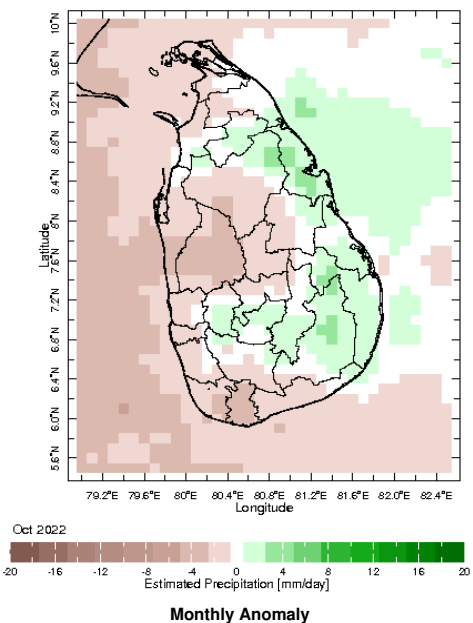 10°N
9.6°N
9.2°N
8.8°N
8.4°N
8°N
7.6°N
7.2°N
6.8°N
6.4°N
6.0°N
5.6°N
Latitude
79.2°E 79.6°E 80°E 80.4°E 80.8°E 81.2°E 81.6°E 82.0°E 82.4°E
Longitude
Oct 2022
-20 -16 -12 -8 -4 0 4 8 12 16 20
Estimated Precipitation [mm/day]
Monthly Anomaly